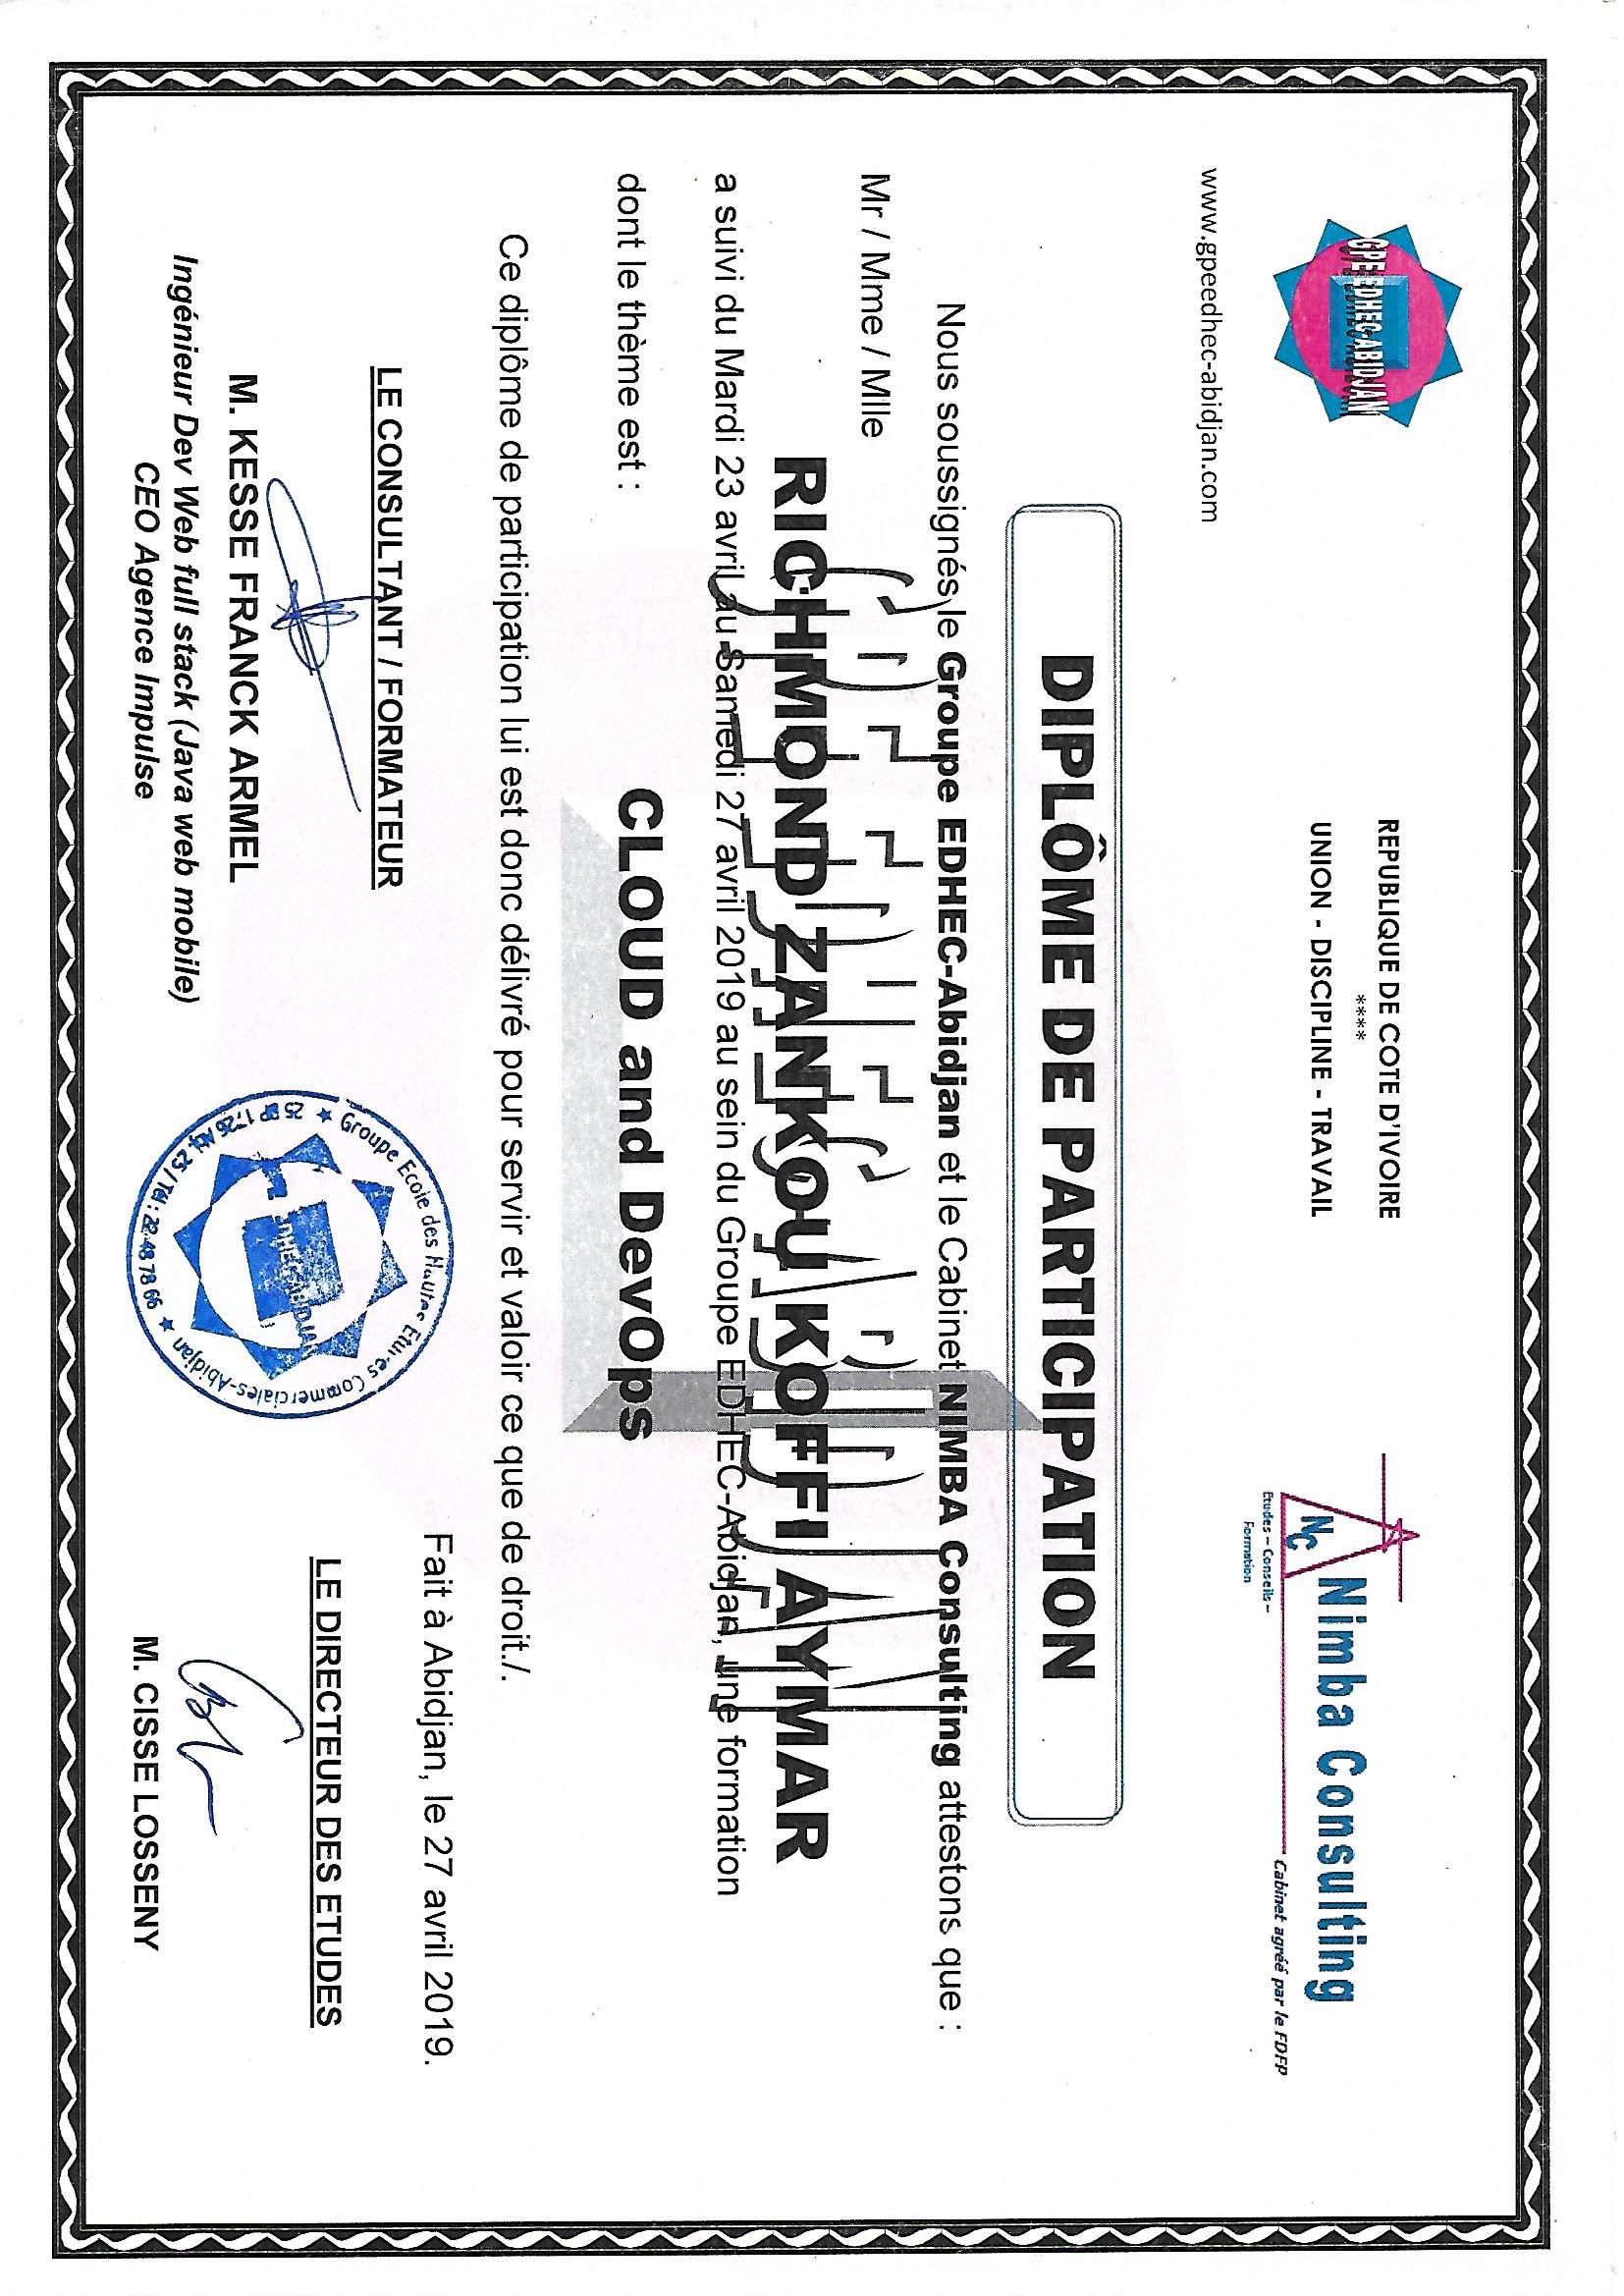 GPE EDHEC-ABIDJAN
www.gpeedhec-abidjan.com
REPUBLIQUE DE COTE D'IVOIRE
****
UNION - DISCIPLINE - TRAVAIL
NC
Nimba Consulting
Etudes – Conseils –
Formation
Cabinet agréé par le FDFP
DIPLÔME DE PARTICIPATION
Nous soussignés le Groupe EDHEC-Abidjan et le Cabinet NIMBA Consulting attestons que :
Mr / Mme / Mlle
RICHMOND ZANKOU KOFFI AYMAR
a suivi du Mardi 23 avril au Samedi 27 avril 2019 au sein du Groupe EDHEC-Abidjan, une formation
dont le thème est :
CLOUD and DevOps
Ce diplôme de participation lui est donc délivré pour servir et valoir ce que de droit./.
Fait à Abidjan, le 27 avril 2019.
LE CONSULTANT / FORMATEUR
M. KESSE FRANCK ARMEL
Ingénieur Dev Web full stack (Java web mobile)
CEO Agence Impulse
Groupe Ecole des Hautes Etudes Commerciales-Abidjan
25 BP 1726 Abj 25 / Tél : 22 48 78 66
EDHEC-ABIDJAN
LE DIRECTEUR DES ETUDES
M. CISSE LOSSENY